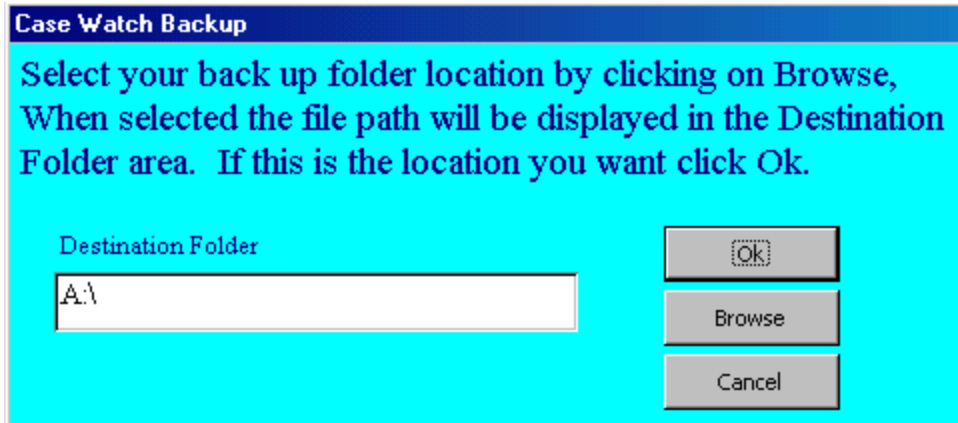 Case Watch Backup
Select your back up folder location by clicking on Browse,
When selected the file path will be displayed in the Destination
Folder area.  If this is the location you want click Ok.
Destination Folder
Ok
A:\
Browse
Cancel